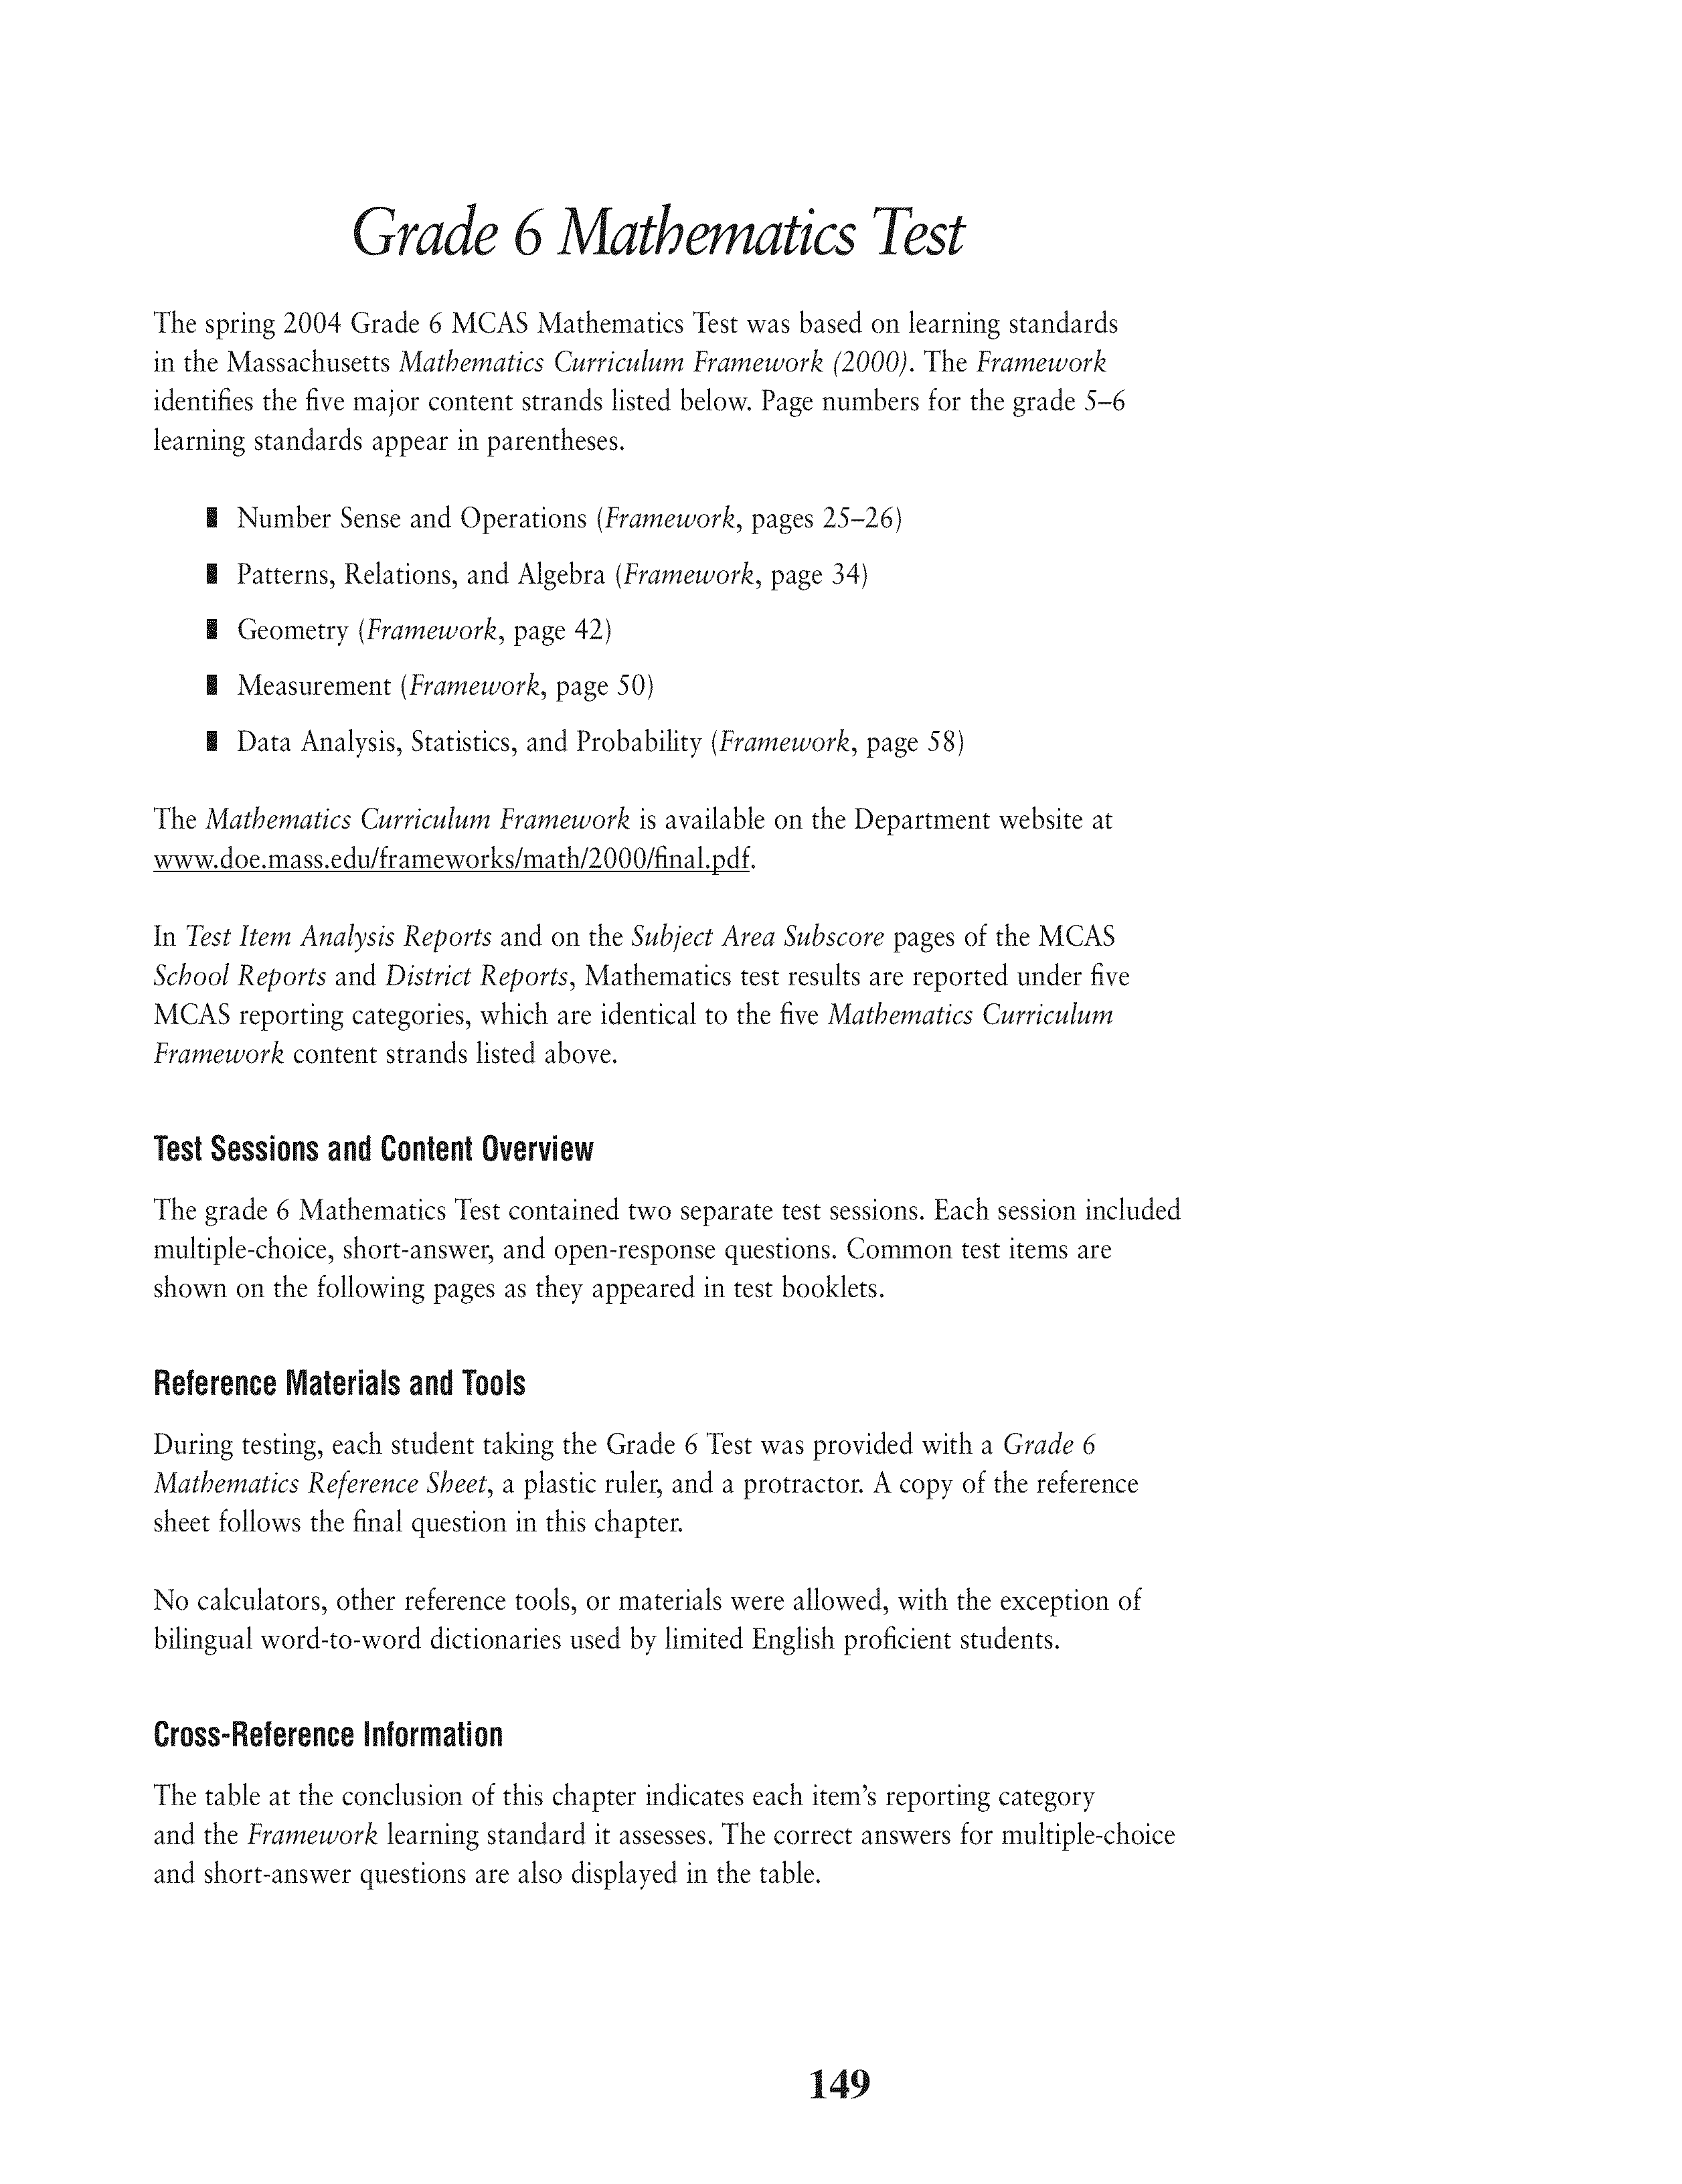 Grade 6 Mathematics Test
The spring 2004 Grade 6 MCAS Mathematics Test was based on learning standards
in the Massachusetts Mathematics Curriculum Framework (2000). The Framework
identifies the five major content strands listed below. Page numbers for the grade 5–6
learning standards appear in parentheses.
▮ Number Sense and Operations (Framework, pages 25–26)
▮ Patterns, Relations, and Algebra (Framework, page 34)
▮ Geometry (Framework, page 42)
▮ Measurement (Framework, page 50)
▮ Data Analysis, Statistics, and Probability (Framework, page 58)
The Mathematics Curriculum Framework is available on the Department website at
www.doe.mass.edu/frameworks/math/2000/final.pdf.
In Test Item Analysis Reports and on the Subject Area Subscore pages of the MCAS
School Reports and District Reports, Mathematics test results are reported under five
MCAS reporting categories, which are identical to the five Mathematics Curriculum
Framework content strands listed above.
Test Sessions and Content Overview
The grade 6 Mathematics Test contained two separate test sessions. Each session included
multiple-choice, short-answer, and open-response questions. Common test items are
shown on the following pages as they appeared in test booklets.
Reference Materials and Tools
During testing, each student taking the Grade 6 Test was provided with a Grade 6
Mathematics Reference Sheet, a plastic ruler, and a protractor. A copy of the reference
sheet follows the final question in this chapter.
No calculators, other reference tools, or materials were allowed, with the exception of
bilingual word-to-word dictionaries used by limited English proficient students.
Cross-Reference Information
The table at the conclusion of this chapter indicates each item's reporting category
and the Framework learning standard it assesses. The correct answers for multiple-choice
and short-answer questions are also displayed in the table.
149